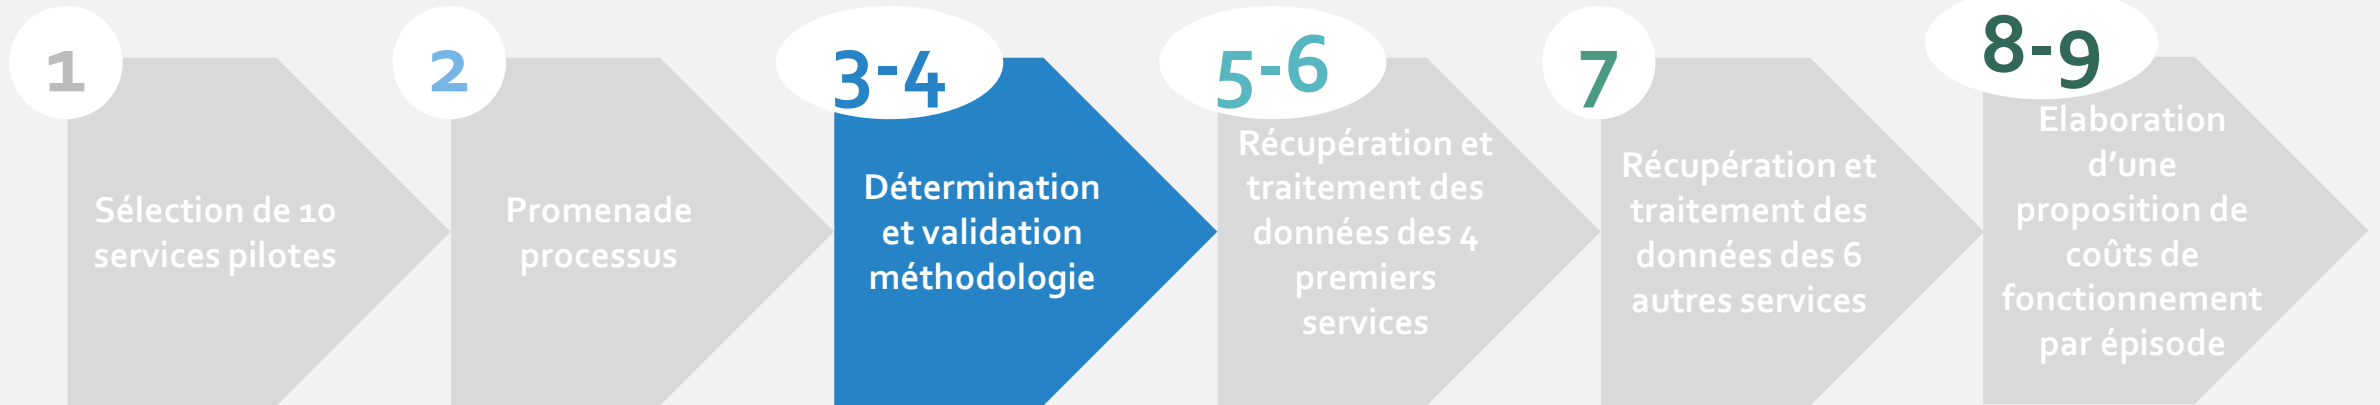 1
Sélection de 10
services pilotes
2
Promenade
processus
3-4
Détermination
et validation
méthodologie
5-6
Récupération et
traitement des
données des 4
premiers
services
7
Récupération et
traitement des
données des 6
autres services
8-9
Elaboration
d’une
proposition de
coûts de
fonctionnement
par épisode